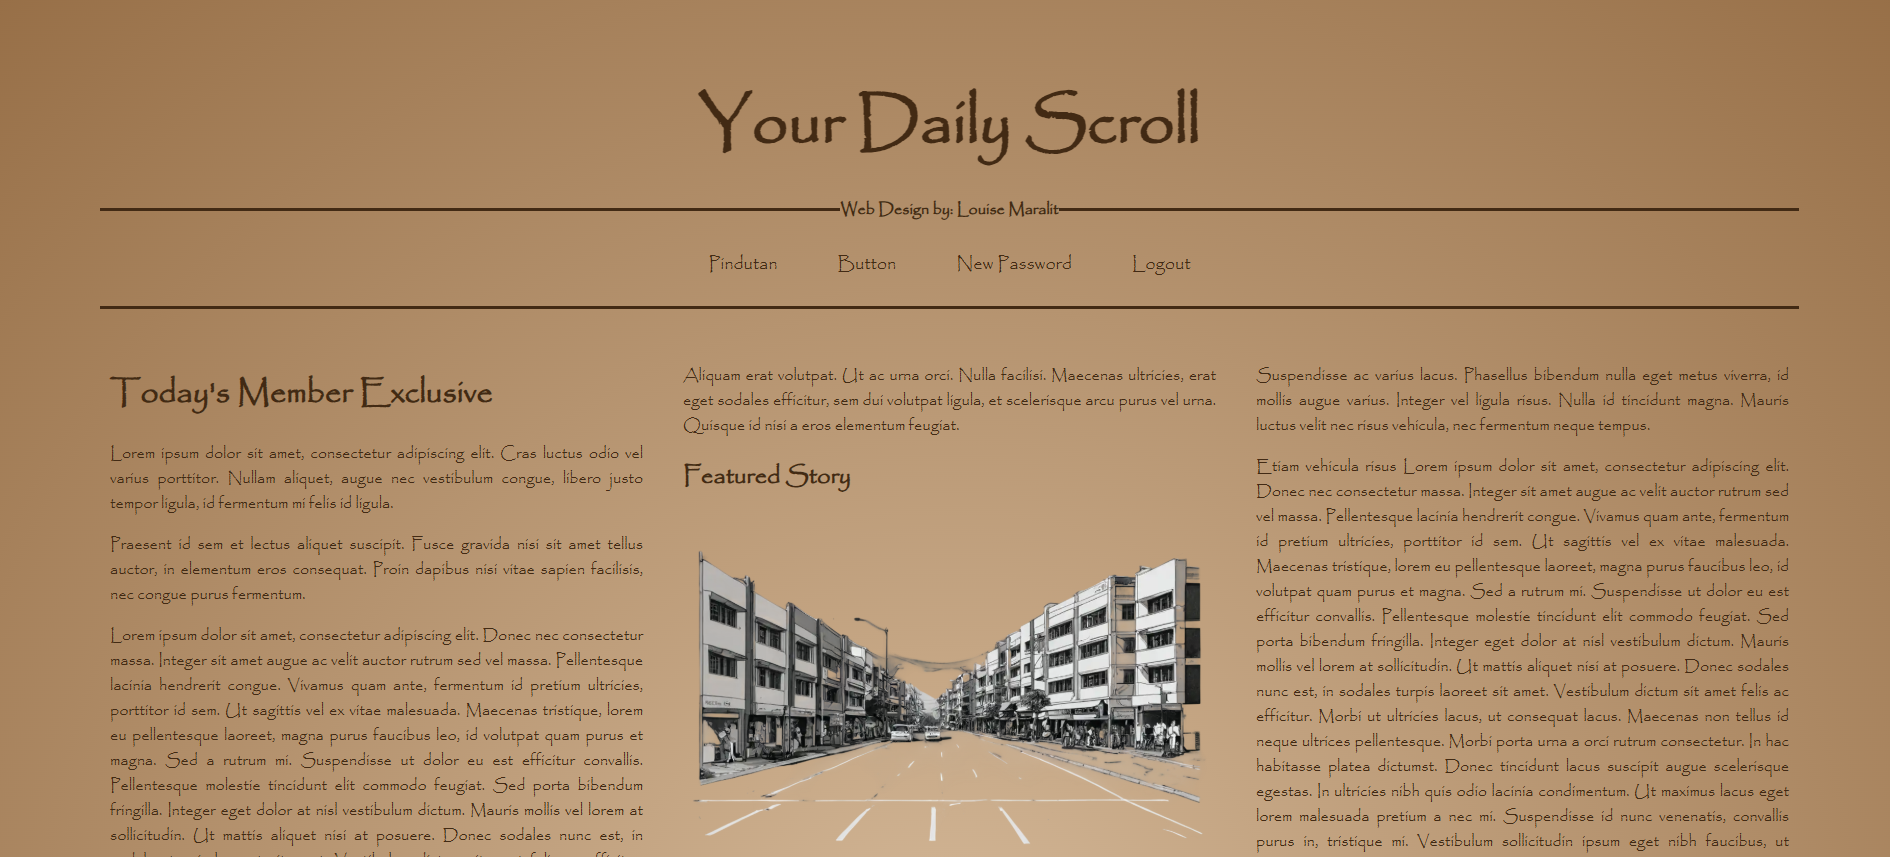 Your Daily Scroll
Web Design by: Louise Maralit
Pindutan Button New Password Logout
Today's Member Exclusive
Lorem ipsum dolor sit amet, consectetur adipiscing elit. Cras luctus odio vel
varius porttitor. Nullam aliquet, augue nec vestibulum congue, libero justo
tempor ligula, id fermentum mi felis id ligula.
Praesent id sem et lectus aliquet suscipit. Fusce gravida nisi sit amet tellus
auctor, in elementum eros consequat. Proin dapibus nisi vitae sapien facilisis,
nec congue purus fermentum.
Lorem ipsum dolor sit amet, consectetur adipiscing elit. Donec nec consectetur
massa. Integer sit amet augue ac velit auctor rutrum sed vel massa. Pellentesque
lacinia hendrerit congue. Vivamus quam ante, fermentum id pretium ultricies,
porttitor id sem. Ut sagittis vel ex vitae malesuada. Maecenas tristique, lorem
eu pellentesque laoreet, magna purus faucibus leo, id volutpat quam purus et
magna. Sed a rutrum mi. Suspendisse ut dolor eu est efficitur convallis.
Pellentesque molestie tincidunt elit commodo feugiat. Sed porta bibendum
fringilla. Integer eget dolor at nisl vestibulum dictum. Mauris mollis vel lorem at
sollicitudin. Ut mattis aliquet nisi at posuere. Donec sodales nunc est, in
Aliquam erat volutpat. Ut ac urna orci. Nulla facilisi. Maecenas ultricies, erat
eget sodales efficitur, sem dui volutpat ligula, et scelerisque arcu purus vel urna.
Quisque id nisi a eros elementum feugiat.
Featured Story
Suspendisse ac varius lacus. Phasellus bibendum nulla eget metus viverra, id
mollis augue varius. Integer vel ligula risus. Nulla id tincidunt magna. Mauris
luctus velit nec risus vehicula, nec fermentum neque tempus.
Etiam vehicula risus Lorem ipsum dolor sit amet, consectetur adipiscing elit.
Donec nec consectetur massa. Integer sit amet augue ac velit auctor rutrum sed
vel massa. Pellentesque lacinia hendrerit congue. Vivamus quam ante, fermentum
id pretium ultricies, porttitor id sem. Ut sagittis vel ex vitae malesuada.
Maecenas tristique, lorem eu pellentesque laoreet, magna purus faucibus leo, id
volutpat quam purus et magna. Sed a rutrum mi. Suspendisse ut dolor eu est
efficitur convallis. Pellentesque molestie tincidunt elit commodo feugiat. Sed
porta bibendum fringilla. Integer eget dolor at nisl vestibulum dictum. Mauris
mollis vel lorem at sollicitudin. Ut mattis aliquet nisi at posuere. Donec sodales
nunc est, in sodales turpis laoreet sit amet. Vestibulum dictum sit amet felis ac
efficitur. Morbi ut ultricies lacus, ut consequat lacus. Maecenas non tellus id
neque ultrices pellentesque. Morbi porta urna a orci rutrum consectetur. In hac
habitasse platea dictumst. Donec tincidunt lacus suscipit augue scelerisque
egestas. In ultricies nibh quis odio lacinia condimentum. Ut maximus lacus eget
lorem malesuada pretium a nec mi. Suspendisse id nunc venenatis, convallis
purus in, tristique mi. Vestibulum sollicitudin ipsum eget nibh faucibus, ut